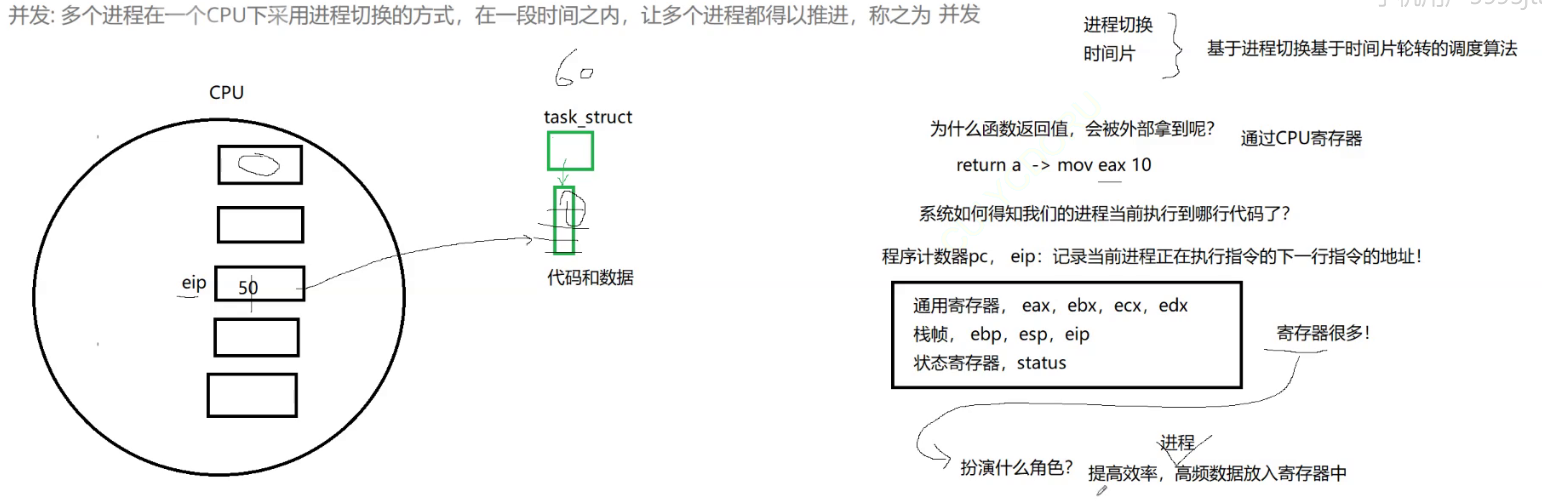 并发: 多个进程在一个CPU下采用进程切换的方式，在一段时间之内，让多个进程都得以推进，称之为 并发
进程切换
时间片
基于进程切换基于时间片轮转的调度算法
CPU
60
task_struct
eip
50
代码和数据
为什么函数返回值，会被外部拿到呢？
通过CPU寄存器
return a -> mov eax 10
系统如何得知我们的进程当前执行到哪行代码了？
程序计数器pc， eip：记录当前进程正在执行指令的下一行指令的地址！
通用寄存器， eax，ebx，ecx，edx
栈帧， ebp，esp，eip
状态寄存器，status
寄存器很多！
扮演什么角色？
进程
提高效率，高频数据放入寄存器中